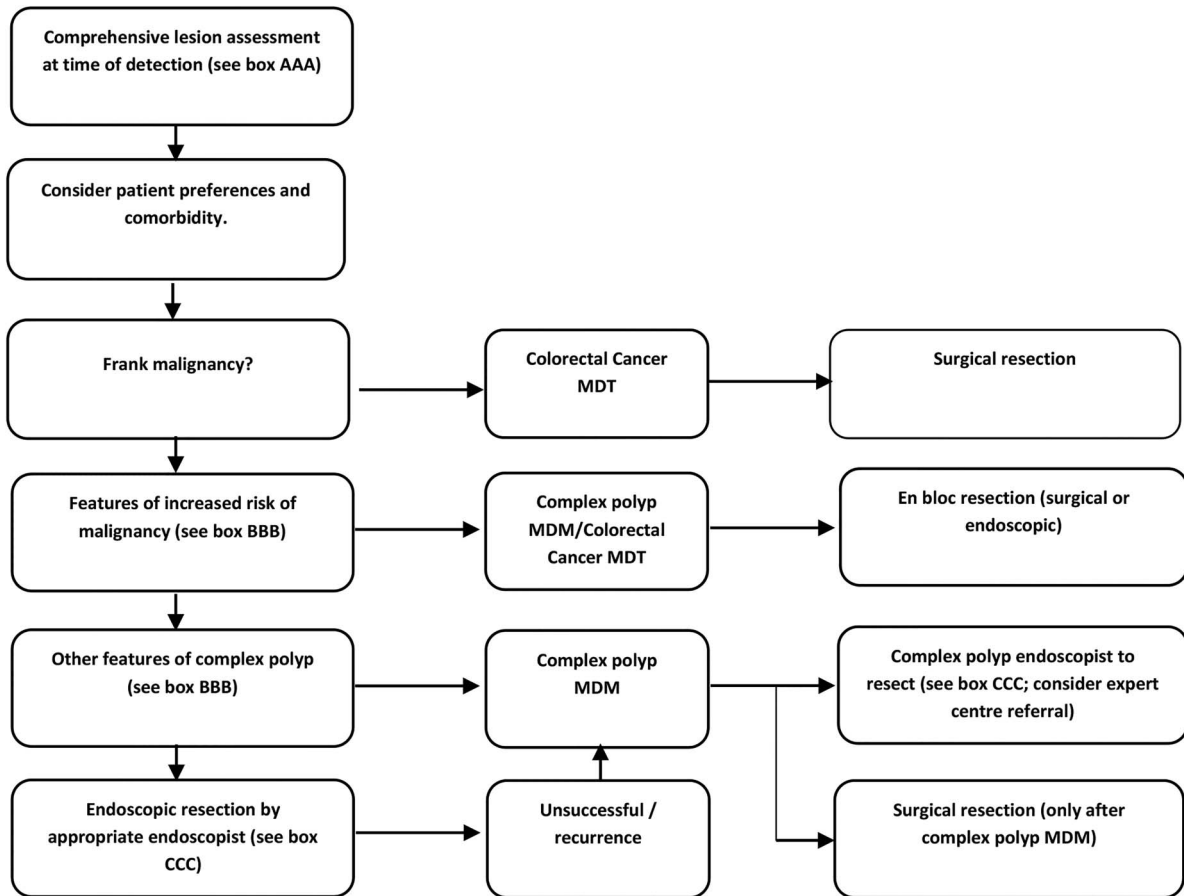 Comprehensive lesion assessment
at time of detection (see box AAA)
Consider patient preferences and
comorbidity.
Frank malignancy?
Colorectal Cancer
MDT
Surgical resection
Features of increased risk of
malignancy (see box BBB)
Complex polyp
MDM/Colorectal
Cancer MDT
En bloc resection (surgical or
endoscopic)
Other features of complex polyp
(see box BBB)
Complex polyp
MDM
Complex polyp endoscopist to
resect (see box CCC; consider expert
centre referral)
Endoscopic resection by
appropriate endoscopist (see box
CCC)
Unsuccessful /
recurrence
Surgical resection (only after
complex polyp MDM)